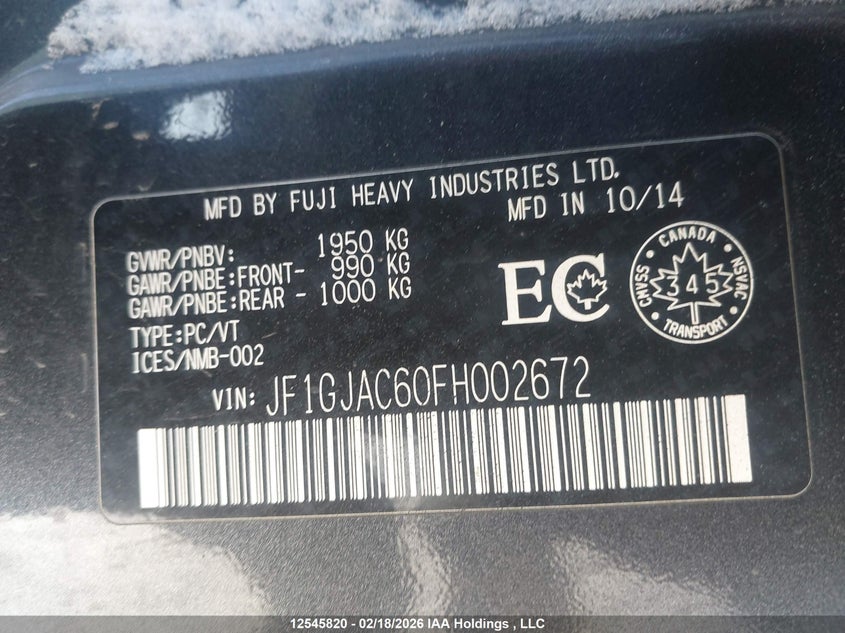 MFD BY FUJI HEAVY INDUSTRIES LTD.
MFD IN 10/14
GVWR/PNBV: 1950 KG
GAWR/PNBE:FRONT- 990 KG
GAWR/PNBE:REAR - 1000 KG
TYPE:PC/VT
ICES/NMB-002
EC
CANADA
SMVAC
345
NSVAC
TRANSPORT
VIN: JF1GJAC60FH002672
12545820 - 02/18/2026 IAA Holdings , LLC